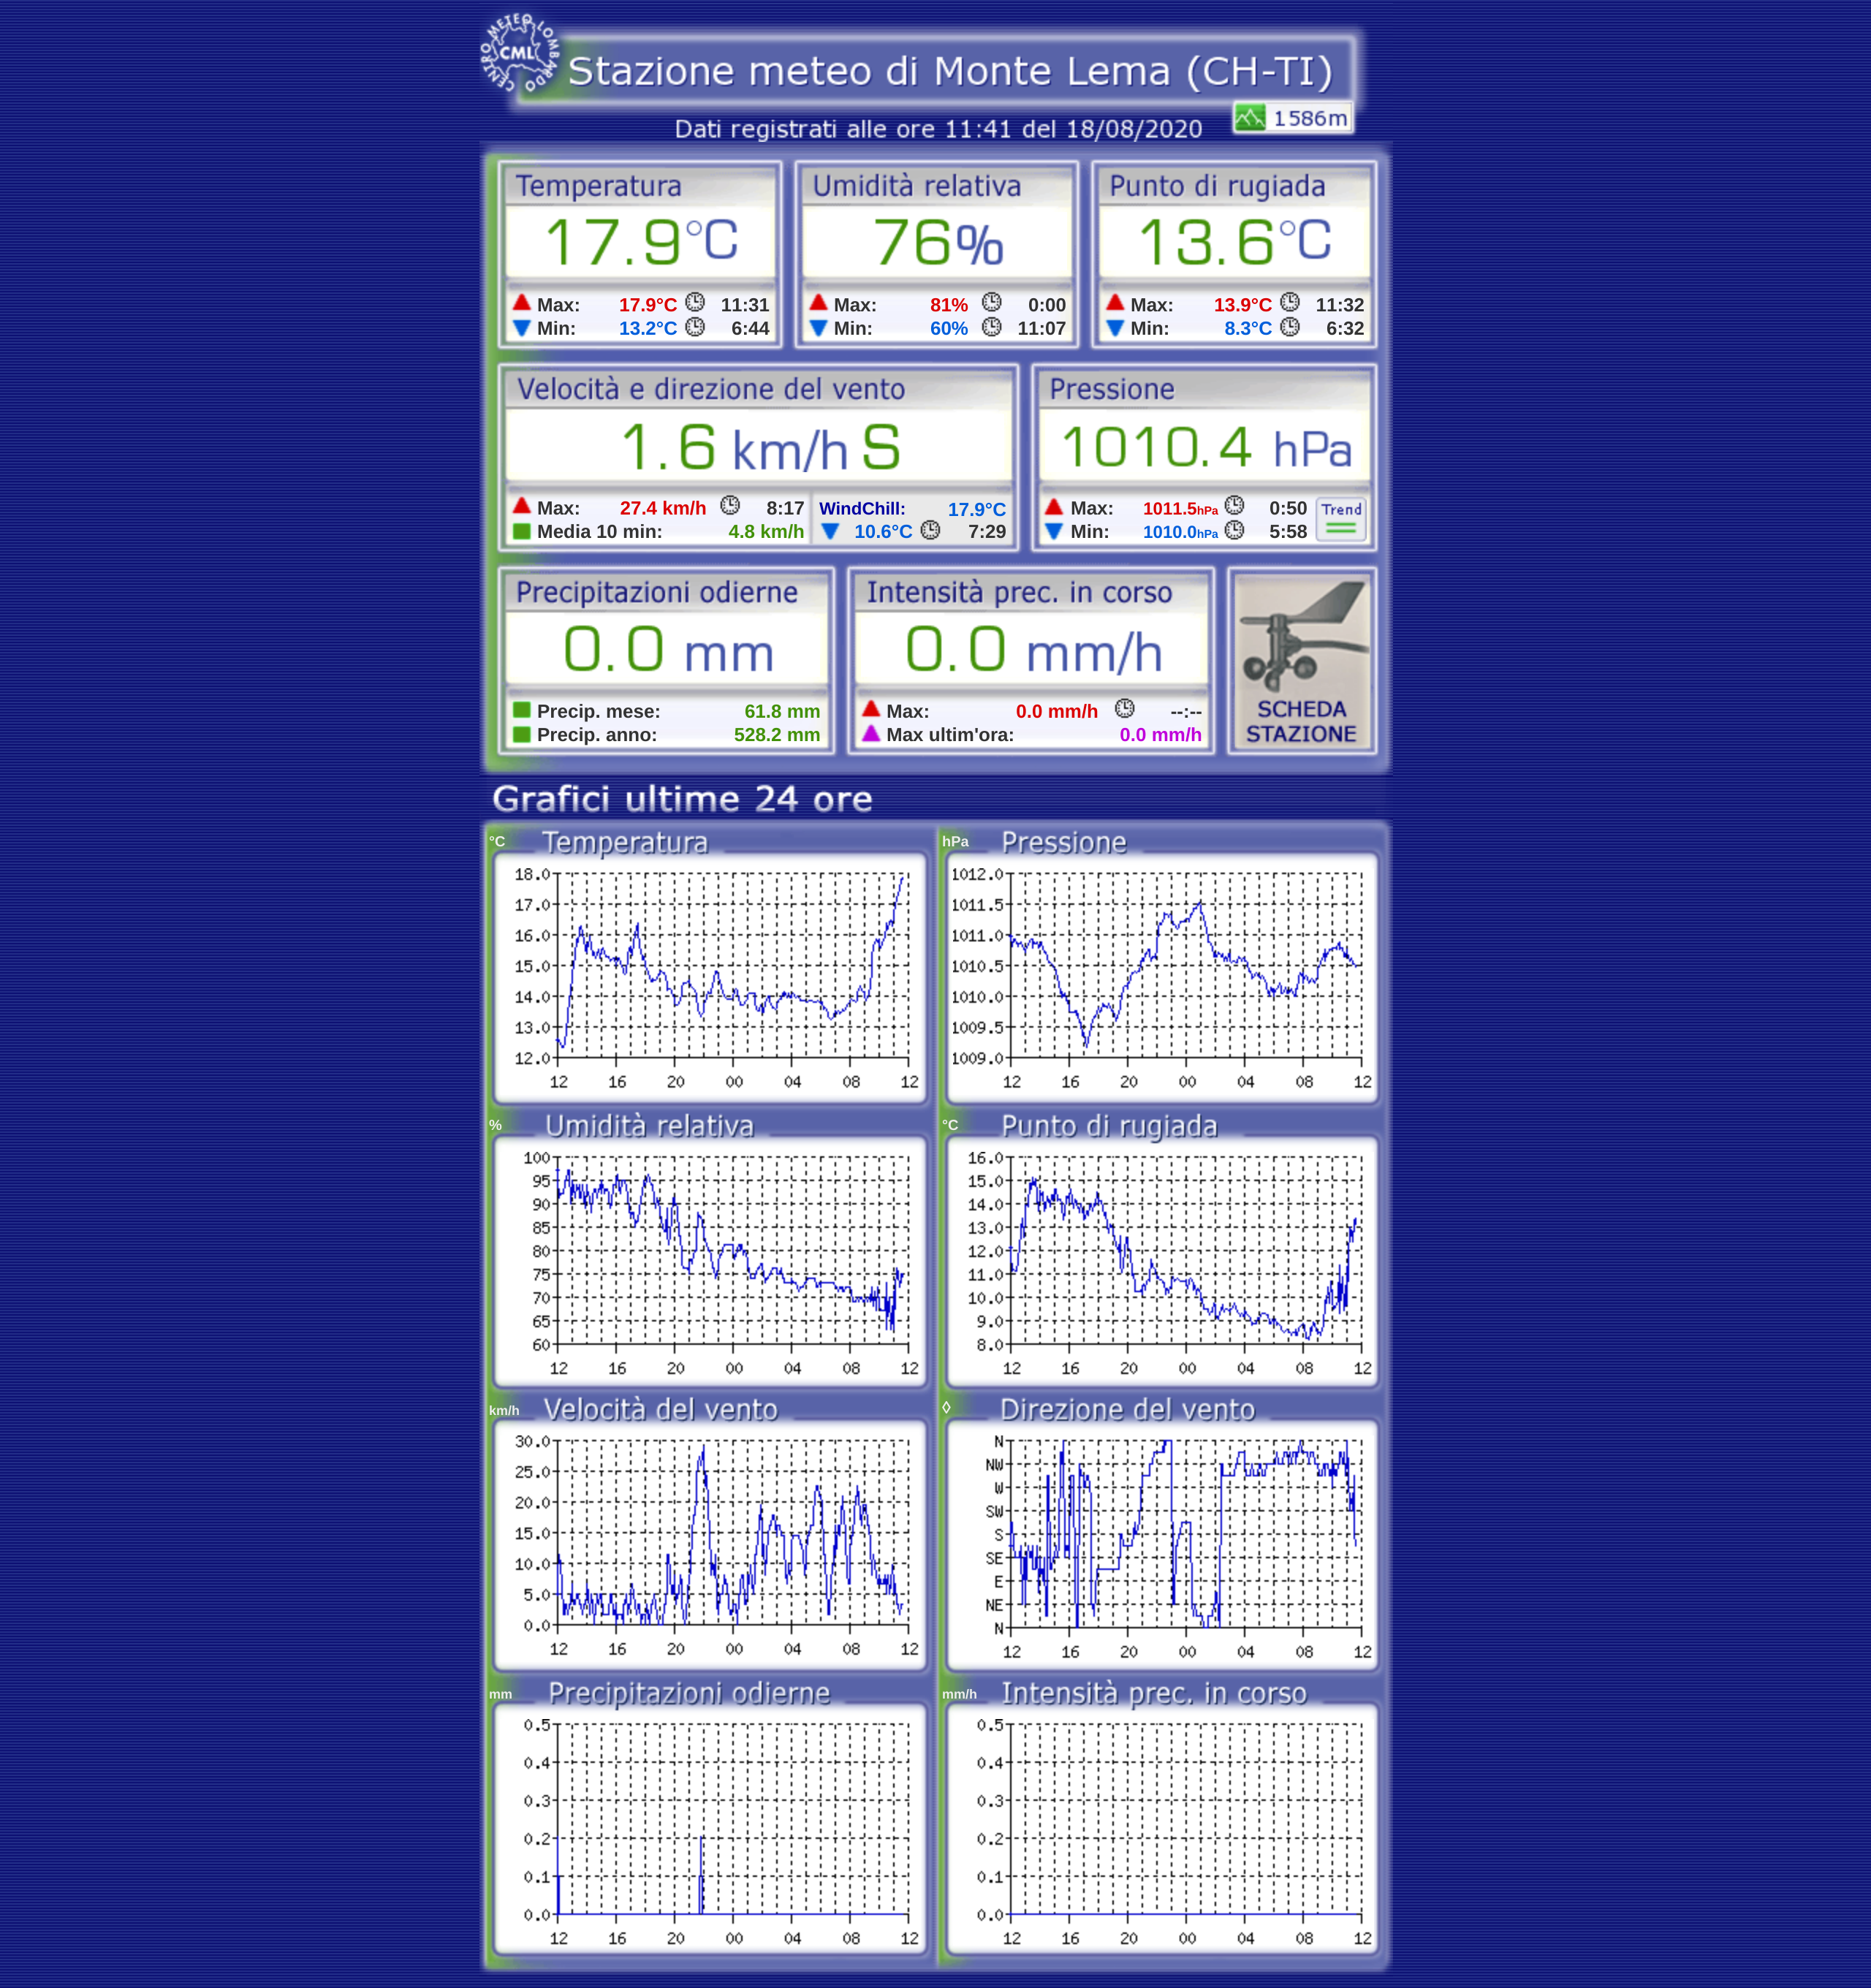 CENTRO METEO LOMBARDO
CML
Stazione meteo di Monte Lema (CH-TI)
1586m
Dati registrati alle ore 11:41 del 18/08/2020
Temperatura
17.9°C
Max: 17.9°C 11:31
Min: 13.2°C 6:44
Umidità relativa
76%
Max: 81% 0:00
Min: 60% 11:07
Punto di rugiada
13.6°C
Max: 13.9°C 11:32
Min: 8.3°C 6:32
Velocità e direzione del vento
1.6 km/h S
Max: 27.4 km/h 8:17
Media 10 min: 4.8 km/h
WindChill: 17.9°C
10.6°C 7:29
Pressione
1010.4 hPa
Max: 1011.5hPa 0:50
Min: 1010.0hPa 5:58
Trend
Precipitazioni odierne
0.0 mm
Precip. mese: 61.8 mm
Precip. anno: 528.2 mm
Intensità prec. in corso
0.0 mm/h
Max: 0.0 mm/h --:--
Max ultim'ora: 0.0 mm/h
SCHEDA
STAZIONE
Grafici ultime 24 ore
°C Temperatura
18.0
17.0
16.0
15.0
14.0
13.0
12.0
12 16 20 00 04 08 12
hPa Pressione
1012.0
1011.5
1011.0
1010.5
1010.0
1009.5
1009.0
12 16 20 00 04 08 12
% Umidità relativa
100
95
90
85
80
75
70
65
60
12 16 20 00 04 08 12
°C Punto di rugiada
16.0
15.0
14.0
13.0
12.0
11.0
10.0
9.0
8.0
12 16 20 00 04 08 12
km/h Velocità del vento
30.0
25.0
20.0
15.0
10.0
5.0
0.0
12 16 20 00 04 08 12
◊ Direzione del vento
N
NW
W
SW
S
SE
E
NE
N
12 16 20 00 04 08 12
mm Precipitazioni odierne
0.5
0.4
0.3
0.2
0.1
0.0
12 16 20 00 04 08 12
mm/h Intensità prec. in corso
0.5
0.4
0.3
0.2
0.1
0.0
12 16 20 00 04 08 12